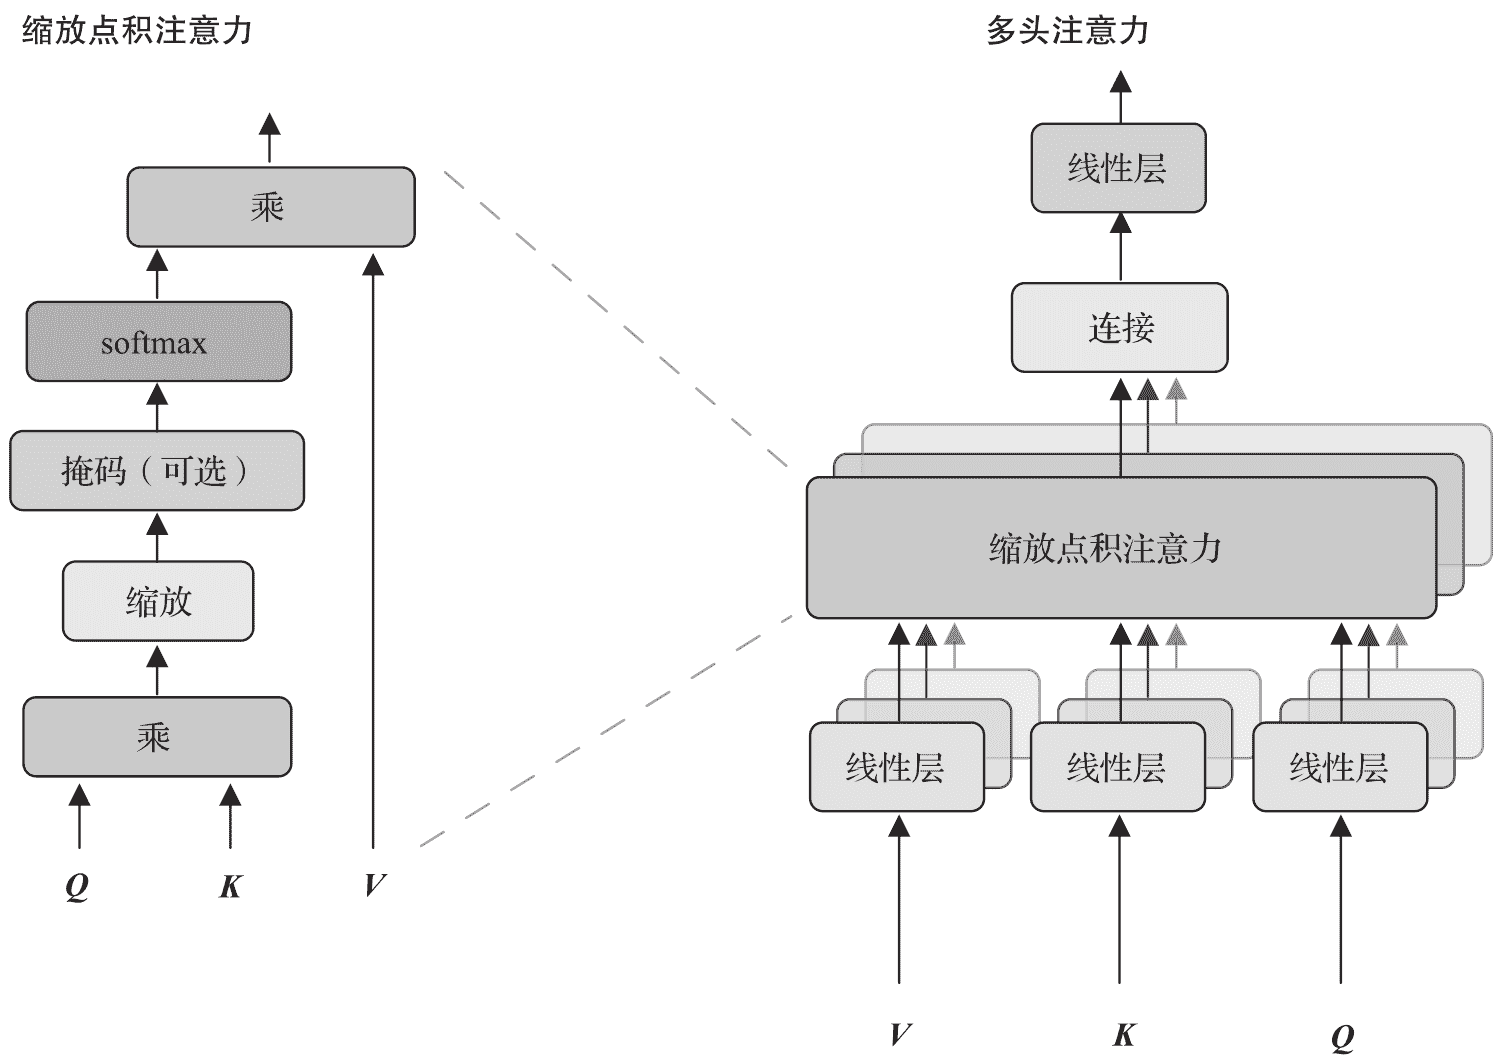 缩放点积注意力
乘
softmax
掩码（可选）
缩放
乘
Q K V
多头注意力
线性层
连接
缩放点积注意力
线性层 线性层 线性层
V K Q